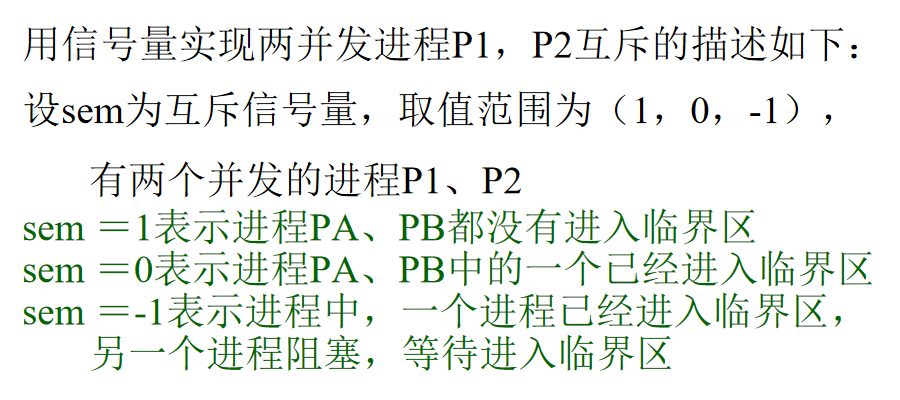 用信号量实现两并发进程P1，P2互斥的描述如下：
设sem为互斥信号量，取值范围为（1，0，-1），
有两个并发的进程P1、P2
sem＝1表示进程PA、PB都没有进入临界区
sem＝0表示进程PA、PB中的一个已经进入临界区
sem＝-1表示进程中，一个进程已经进入临界区，
另一个进程阻塞，等待进入临界区